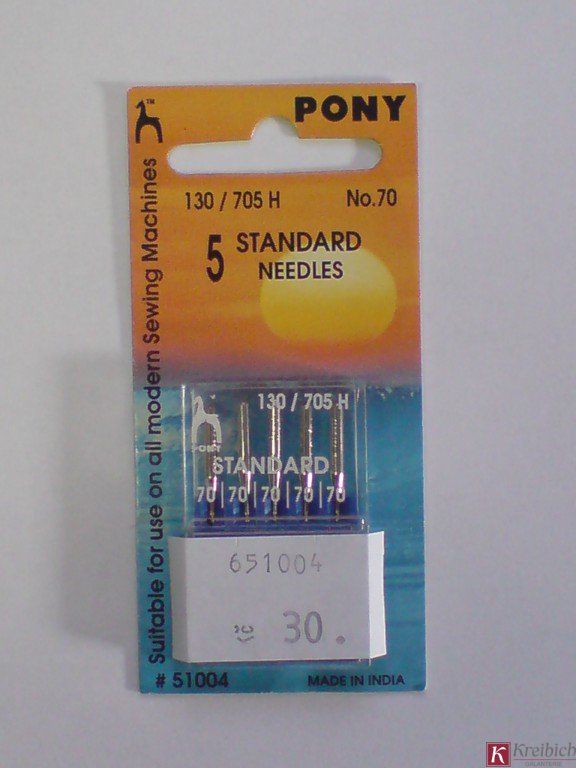 PONY
™
130 / 705 H No.70
5 STANDARD
NEEDLES
Suitable for use on all modern Sewing Machines
130 / 705 H
PONY
STANDARD
70 | 70 | 70 | 70 | 70
651004
30.
# 51004 MADE IN INDIA
K Kreibich
GALANTERIE